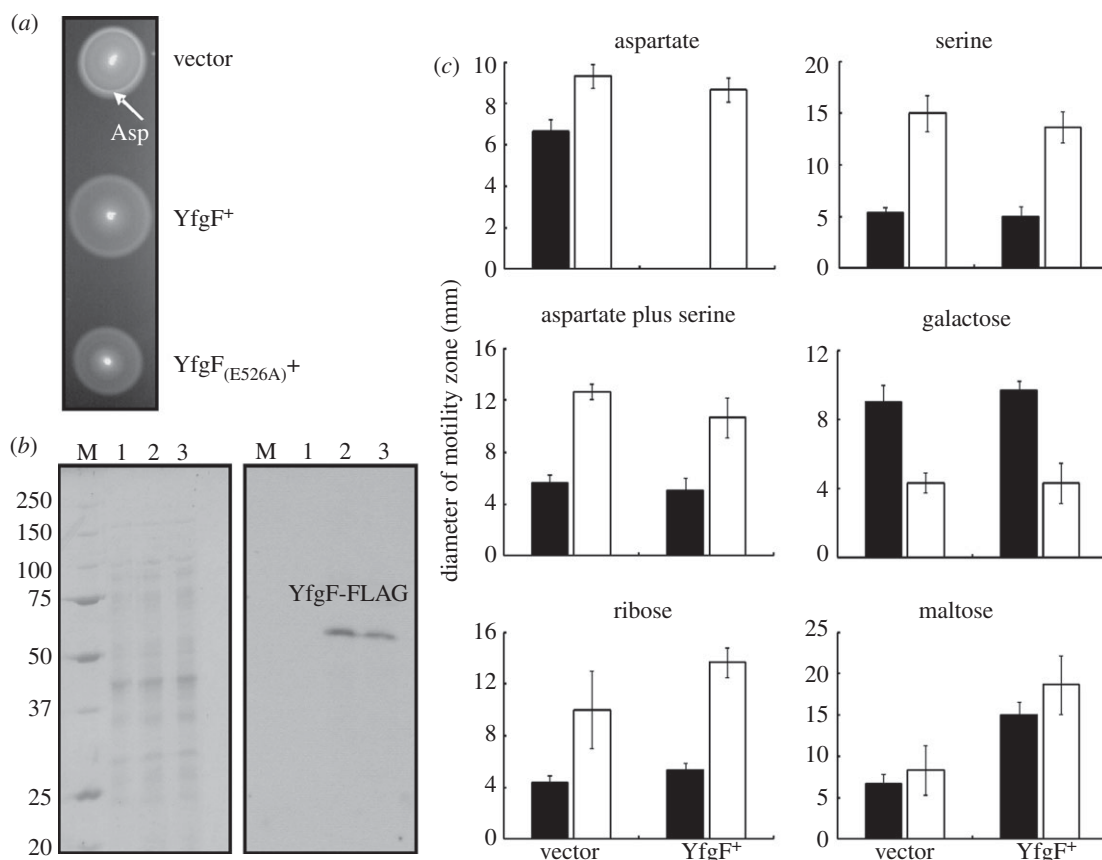 (a)
vector
Asp
YfgF+
YfgF(E526A)+
(b)
M 1 2 3
M 1 2 3
250
150
100
75
50
37
25
20
YfgF-FLAG
(c)
diameter of motility zone (mm)
aspartate
10
8
6
4
2
0
serine
20
15
10
5
0
aspartate plus serine
16
12
8
4
0
galactose
12
8
4
0
ribose
16
12
8
4
0
vector YfgF+
maltose
25
20
15
10
5
0
vector YfgF+